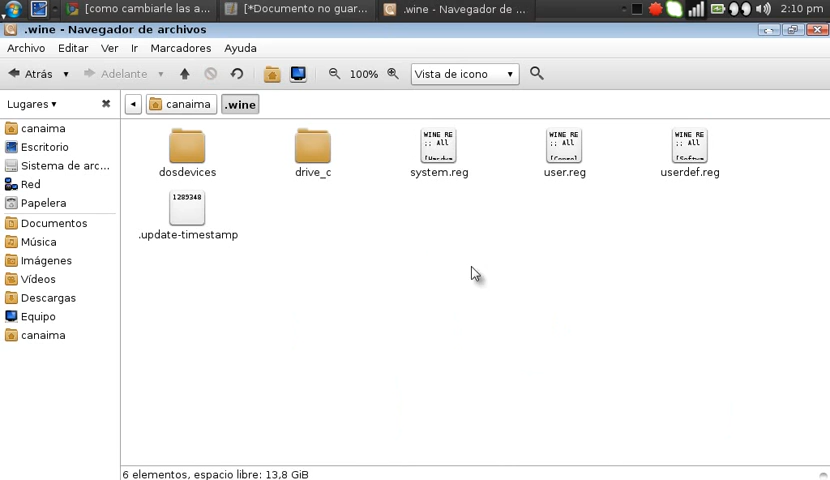 [como cambiarle las a...
[*Documento no guar...
.wine - Navegador de ...
2:10 pm
.wine - Navegador de archivos
Archivo Editar Ver Ir Marcadores Ayuda
Atrás Adelante 100% Vista de icono
Lugares canaima .wine
canaima
Escritorio
Sistema de arc...
Red
Papelera
Documentos
Música
Imágenes
Vídeos
Descargas
Equipo
canaima
WINE RE
;; All
WINE RE
;; All
WINE RE
;; All
dosdevices drive_c system.reg user.reg userdef.reg
1289348
.update-timestamp
6 elementos, espacio libre: 13,8 GiB